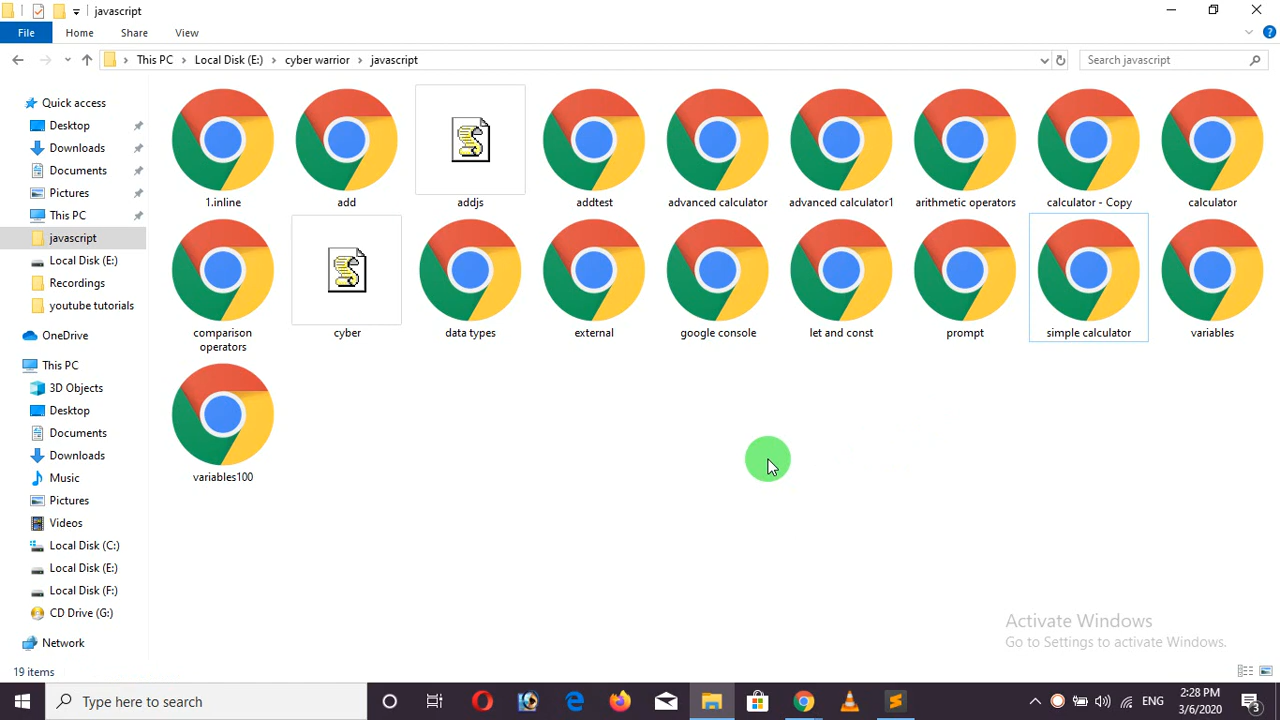 javascript
File
Home
Share
View
This PC
Local Disk (E:)
cyber warrior
javascript
Search javascript
Quick access
Desktop
Downloads
Documents
Pictures
This PC
javascript
Local Disk (E:)
Recordings
youtube tutorials
OneDrive
This PC
3D Objects
Desktop
Documents
Downloads
Music
Pictures
Videos
Local Disk (C:)
Local Disk (E:)
Local Disk (F:)
CD Drive (G:)
Network
1.inline
add
addjs
addtest
advanced calculator
advanced calculator1
arithmetic operators
calculator - Copy
calculator
comparison
operators
cyber
data types
external
google console
let and const
prompt
simple calculator
variables
variables100
Activate Windows
Go to Settings to activate Windows.
19 items
Type here to search
ENG
2:28 PM
3/6/2020
3